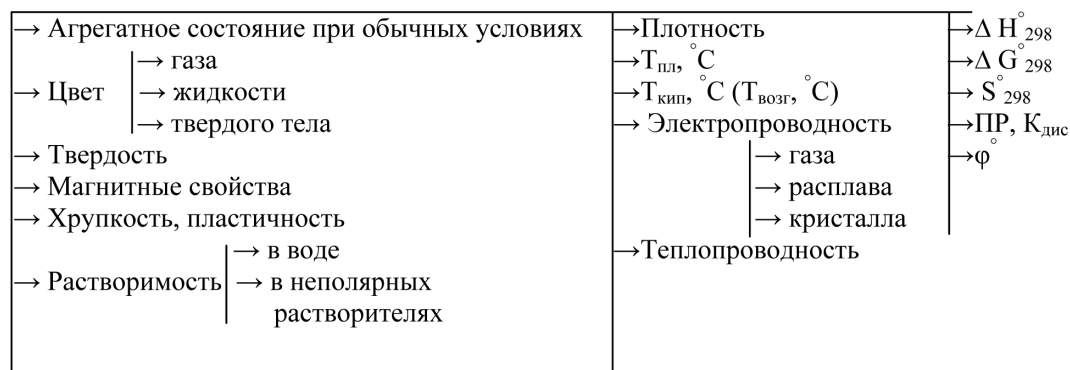 → Агрегатное состояние при обычных условиях
→ Цвет
→ газа
→ жидкости
→ твердого тела
→ Твердость
→ Магнитные свойства
→ Хрупкость, пластичность
→ Растворимость
→ в воде
→ в неполярных
растворителях
→Плотность
→Tпл, °C
→Tкип, °C (Tвозг, °C)
→ Электропроводность
→ газа
→ расплава
→ кристалла
→Теплопроводность
→Δ H°298
→Δ G°298
→ S°298
→ПР, Kдис
→φ°